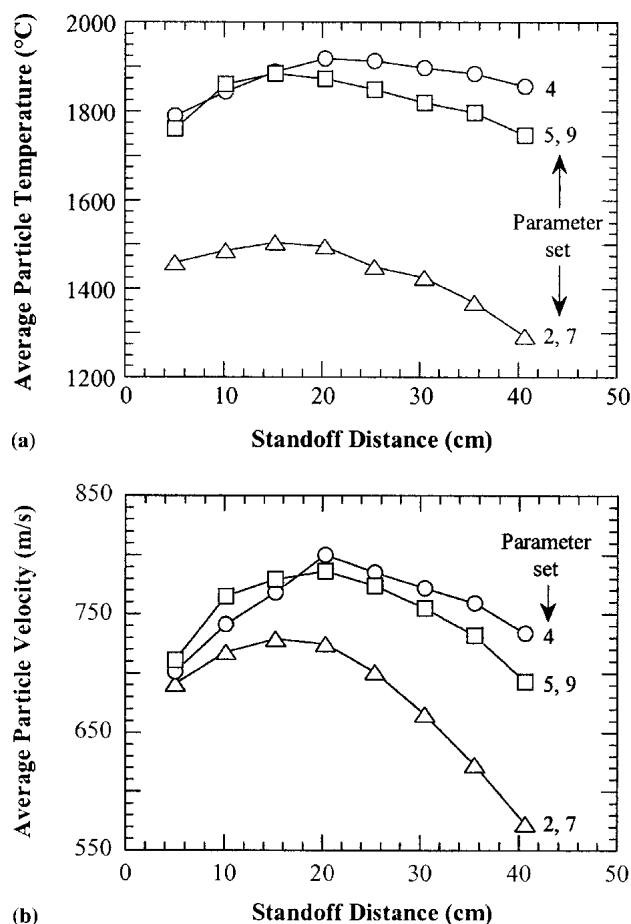 Average Particle Temperature (°C)
2000
1800
1600
1400
1200
4
5, 9
Parameter
set
2, 7
0
10
20
30
40
50
(a)
Standoff Distance (cm)
Average Particle Velocity (m/s)
850
750
650
550
Parameter
set
4
5, 9
2, 7
0
10
20
30
40
50
Standoff Distance (cm)
(b)